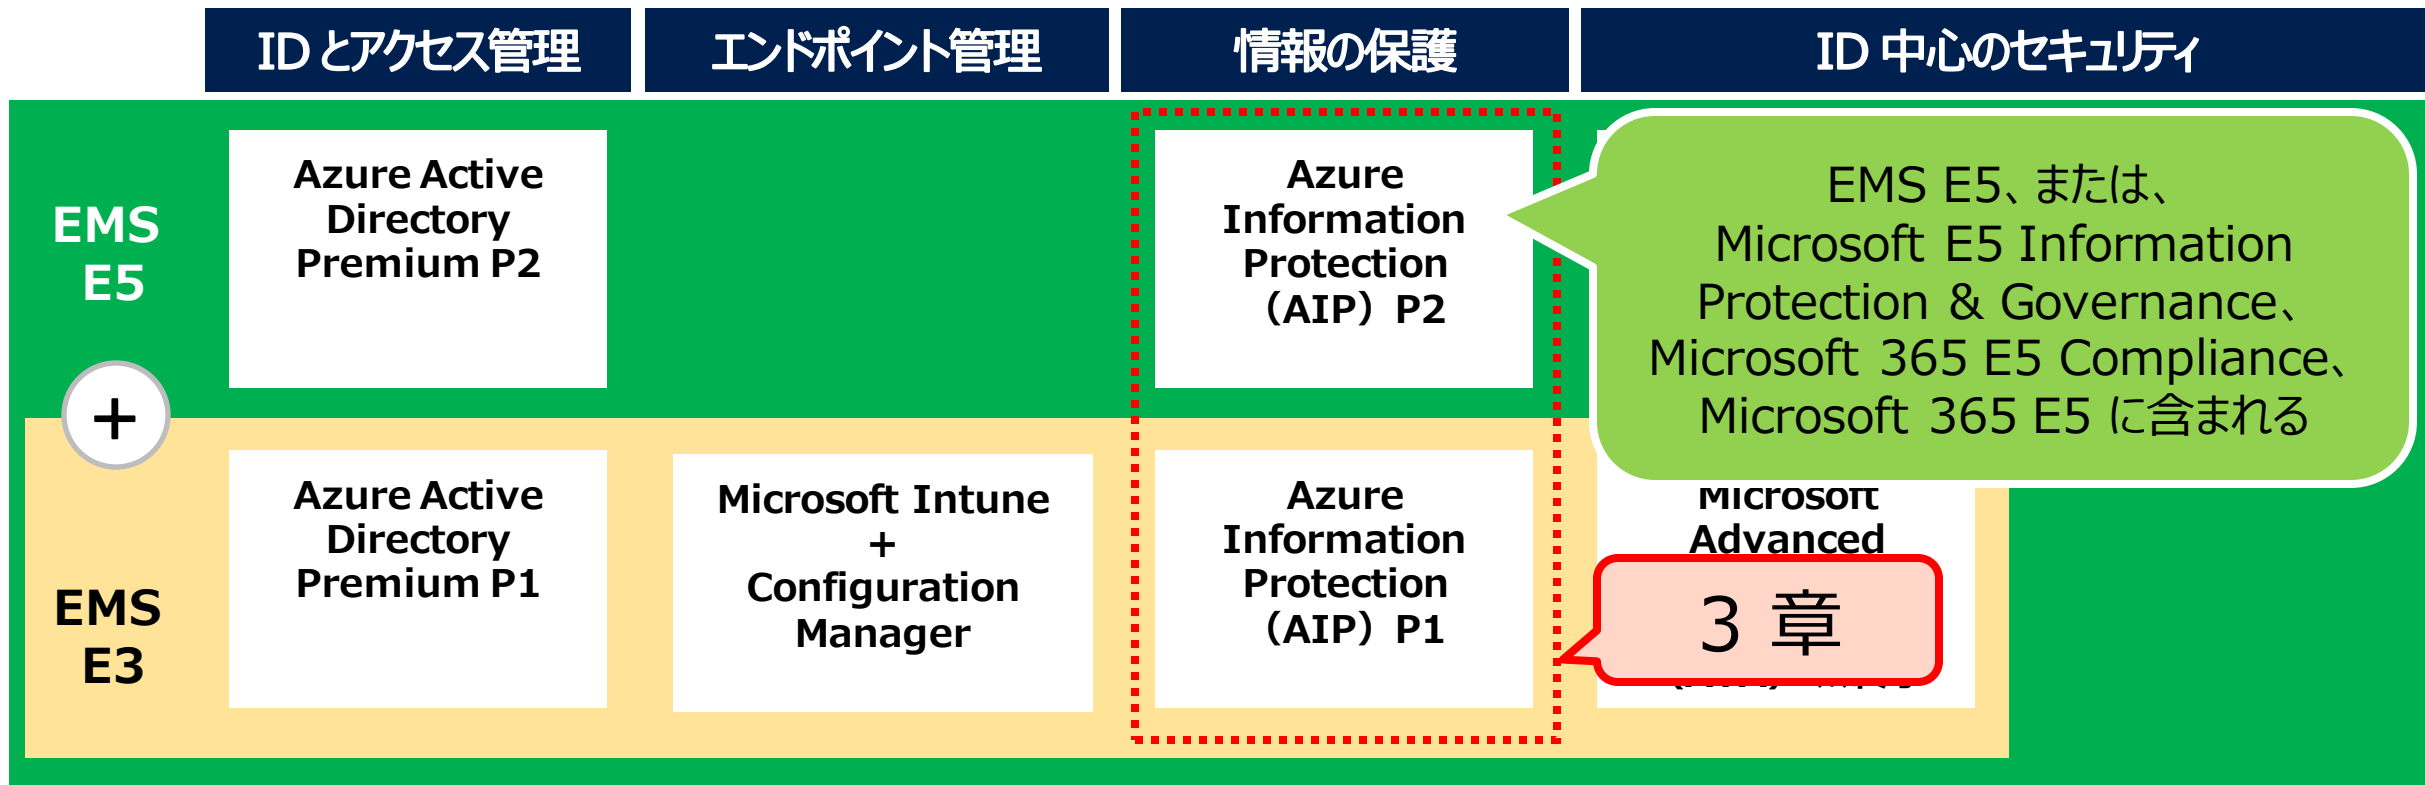 ID とアクセス管理
エンドポイント管理
情報の保護
ID 中心のセキュリティ
EMS
E5
Azure Active
Directory
Premium P2
Azure
Information
Protection
（AIP）P2
EMS E5、または、
Microsoft E5 Information
Protection & Governance、
Microsoft 365 E5 Compliance、
Microsoft 365 E5 に含まれる
+
EMS
E3
Azure Active
Directory
Premium P1
Microsoft Intune
+
Configuration
Manager
Azure
Information
Protection
（AIP）P1
Microsoft
Advanced
3 章